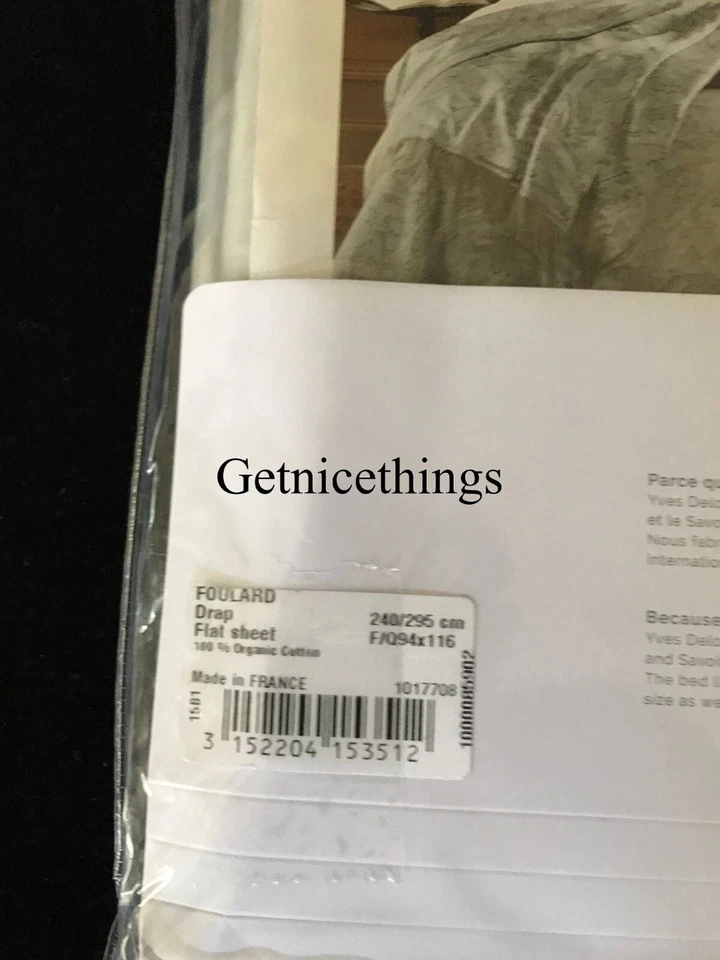 Getnicethings
Parce qu
Yves Delo
et le Savo
Nous fabr
Internatio
Because
Yves Delo
and Savoi
The bed li
size as we
FOULARD
Drap
Flat sheet
100 % Organic Cotton
240/295 cm
F/Q94x116
Made in FRANCE
1017708
15B1
1000085902
3 152204 153512